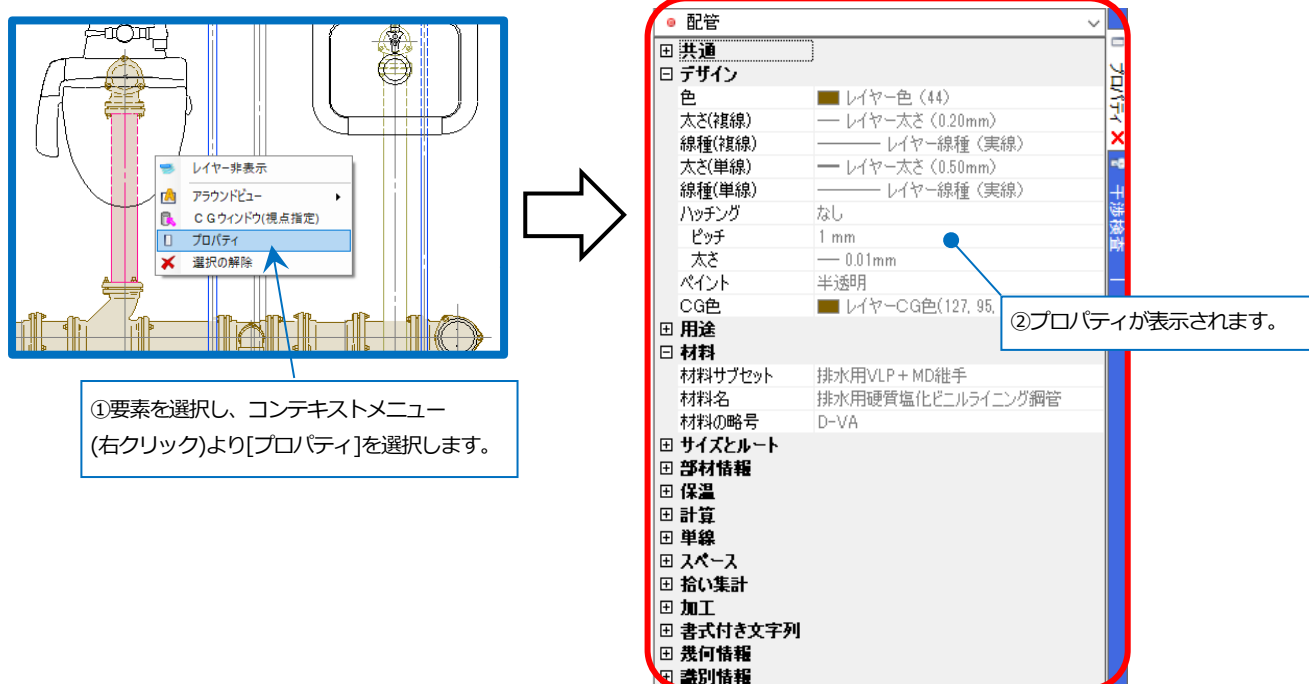 レイヤー非表示
アラウンドビュー
CGウィンドウ(視点指定)
プロパティ
選択の解除
①要素を選択し、コンテキストメニュー
(右クリック)より[プロパティ]を選択します。
配管
共通
デザイン
色 レイヤー色 (44)
太さ(複線) レイヤー太さ (0.20mm)
線種(複線) レイヤー線種 (実線)
太さ(単線) レイヤー太さ (0.50mm)
線種(単線) レイヤー線種 (実線)
ハッチング なし
ピッチ 1 mm
太さ 0.01mm
ペイント 半透明
CG色 レイヤーCG色(127, 95,
用途
材料
材料サブセット 排水用VLP+MD継手
材料名 排水用硬質塩化ビニルライニング鋼管
材料の略号 D-VA
サイズとルート
部材情報
保温
計算
単線
スペース
拾い集計
加工
書式付き文字列
幾何情報
識別情報
プロパティ
干渉検査
②プロパティが表示されます。